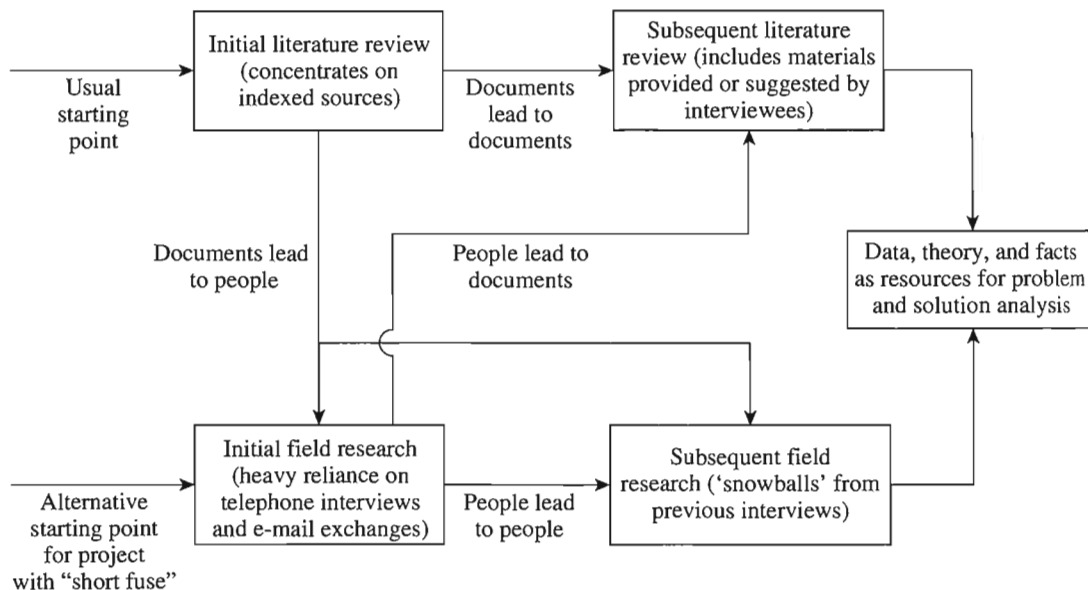 Initial literature review
(concentrates on
indexed sources)
Subsequent literature
review (includes materials
provided or suggested by
interviewees)
Usual
starting
point
Documents
lead to
documents
Documents lead
to people
People lead to
documents
Data, theory, and facts
as resources for problem
and solution analysis
Initial field research
(heavy reliance on
telephone interviews
and e-mail exchanges)
Subsequent field
research (‘snowballs’ from
previous interviews)
Alternative
starting point
for project
with “short fuse”
People lead
to people